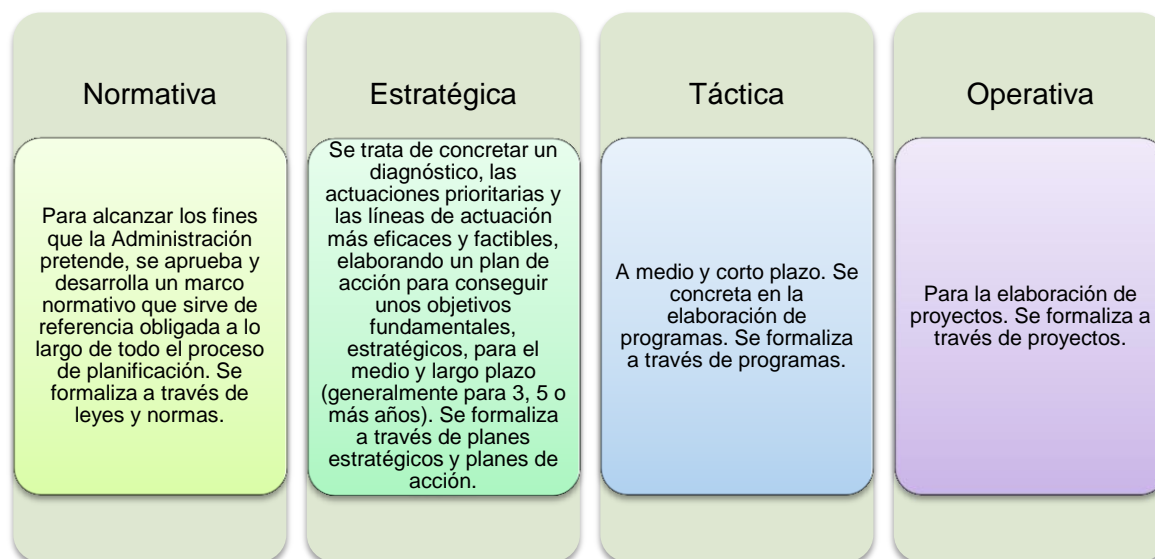 Normativa
Para alcanzar los fines
que la Administración
pretende, se aprueba y
desarrolla un marco
normativo que sirve de
referencia obligada a lo
largo de todo el proceso
de planificación. Se
formaliza a través de
leyes y normas.
Estratégica
Se trata de concretar un
diagnóstico, las
actuaciones prioritarias y
las líneas de actuación
más eficaces y factibles,
elaborando un plan de
acción para conseguir
unos objetivos
fundamentales,
estratégicos, para el
medio y largo plazo
(generalmente para 3, 5 o
más años). Se formaliza
a través de planes
estratégicos y planes de
acción.
Táctica
A medio y corto plazo. Se
concreta en la
elaboración de
programas. Se formaliza
a través de programas.
Operativa
Para la elaboración de
proyectos. Se formaliza a
través de proyectos.